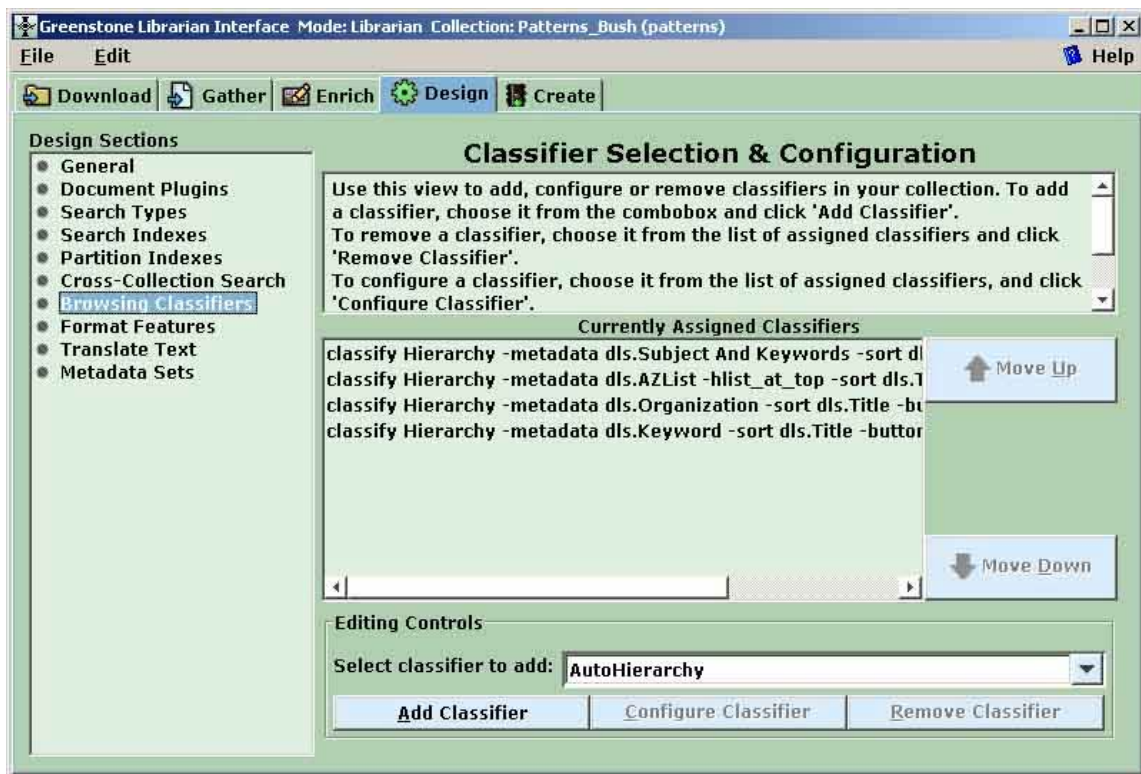 Greenstone Librarian Interface Mode: Librarian Collection: Patterns_Bush (patterns)
File Edit Help
Download Gather Enrich Design Create
Design Sections
General
Document Plugins
Search Types
Search Indexes
Partition Indexes
Cross-Collection Search
Browsing Classifiers
Format Features
Translate Text
Metadata Sets
Classifier Selection & Configuration
Use this view to add, configure or remove classifiers in your collection. To add
a classifier, choose it from the combobox and click 'Add Classifier'.
To remove a classifier, choose it from the list of assigned classifiers and click
'Remove Classifier'.
To configure a classifier, choose it from the list of assigned classifiers, and click
'Configure Classifier'.
Currently Assigned Classifiers
classify Hierarchy -metadata dls.Subject And Keywords -sort dl
classify Hierarchy -metadata dls.AZList -hlist_at_top -sort dls.T
classify Hierarchy -metadata dls.Organization -sort dls.Title -bu
classify Hierarchy -metadata dls.Keyword -sort dls.Title -button
Move Up
Move Down
Editing Controls
Select classifier to add: AutoHierarchy
Add Classifier Configure Classifier Remove Classifier